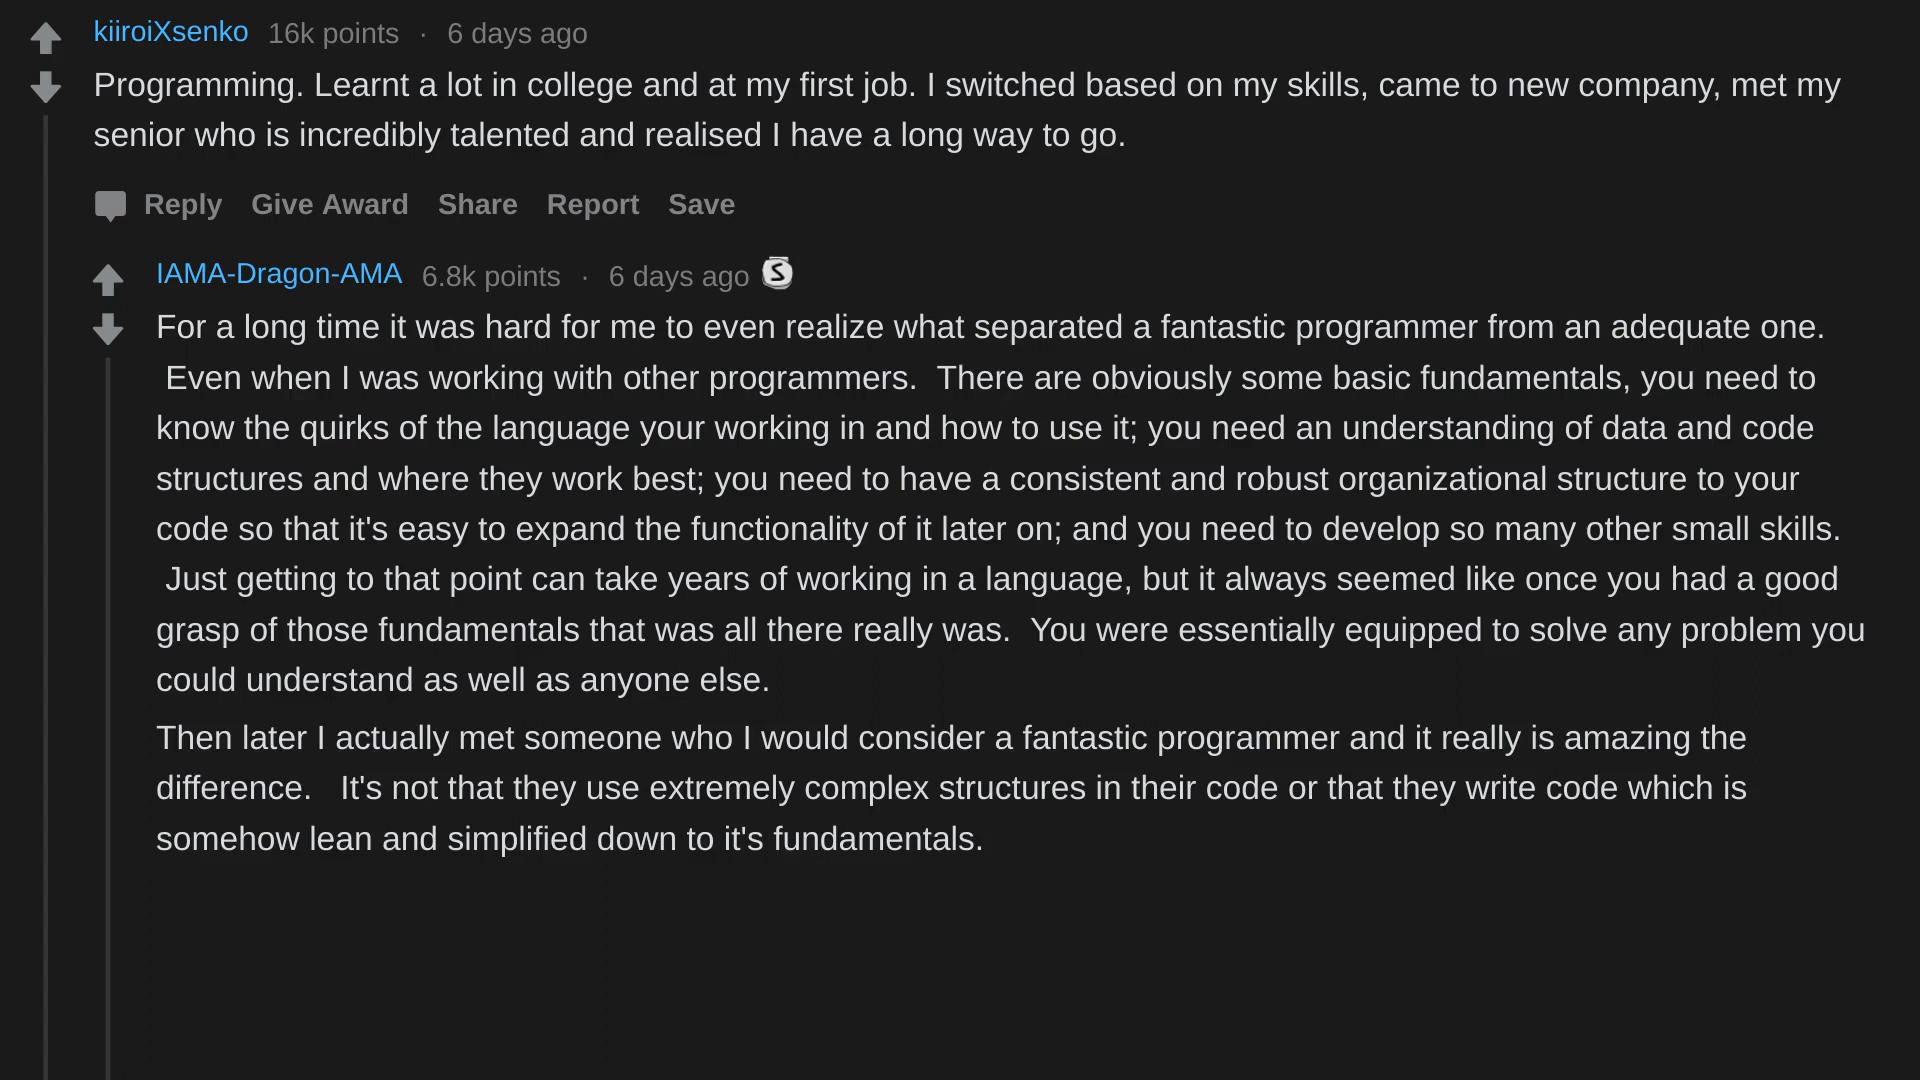 kiiroiXsenko 16k points · 6 days ago
Programming. Learnt a lot in college and at my first job. I switched based on my skills, came to new company, met my
senior who is incredibly talented and realised I have a long way to go.
Reply Give Award Share Report Save
IAMA-Dragon-AMA 6.8k points · 6 days ago S
For a long time it was hard for me to even realize what separated a fantastic programmer from an adequate one.
Even when I was working with other programmers. There are obviously some basic fundamentals, you need to
know the quirks of the language your working in and how to use it; you need an understanding of data and code
structures and where they work best; you need to have a consistent and robust organizational structure to your
code so that it's easy to expand the functionality of it later on; and you need to develop so many other small skills.
Just getting to that point can take years of working in a language, but it always seemed like once you had a good
grasp of those fundamentals that was all there really was. You were essentially equipped to solve any problem you
could understand as well as anyone else.
Then later I actually met someone who I would consider a fantastic programmer and it really is amazing the
difference. It's not that they use extremely complex structures in their code or that they write code which is
somehow lean and simplified down to it's fundamentals.